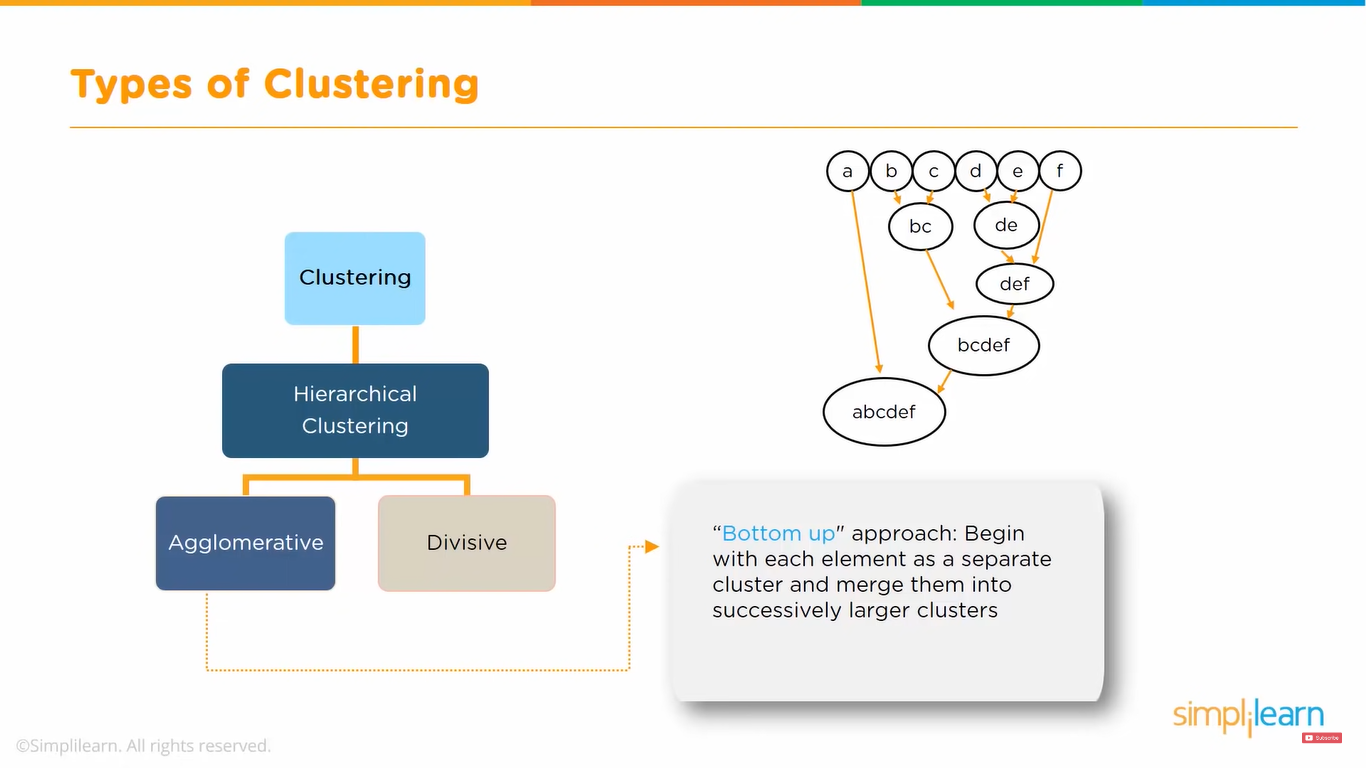 Types of Clustering
a b c d e f
bc de
def
bcdef
abcdef
Clustering
Hierarchical
Clustering
Agglomerative
Divisive
“Bottom up" approach: Begin
with each element as a separate
cluster and merge them into
successively larger clusters
simplilearn
Subscribe
©Simplilearn. All rights reserved.